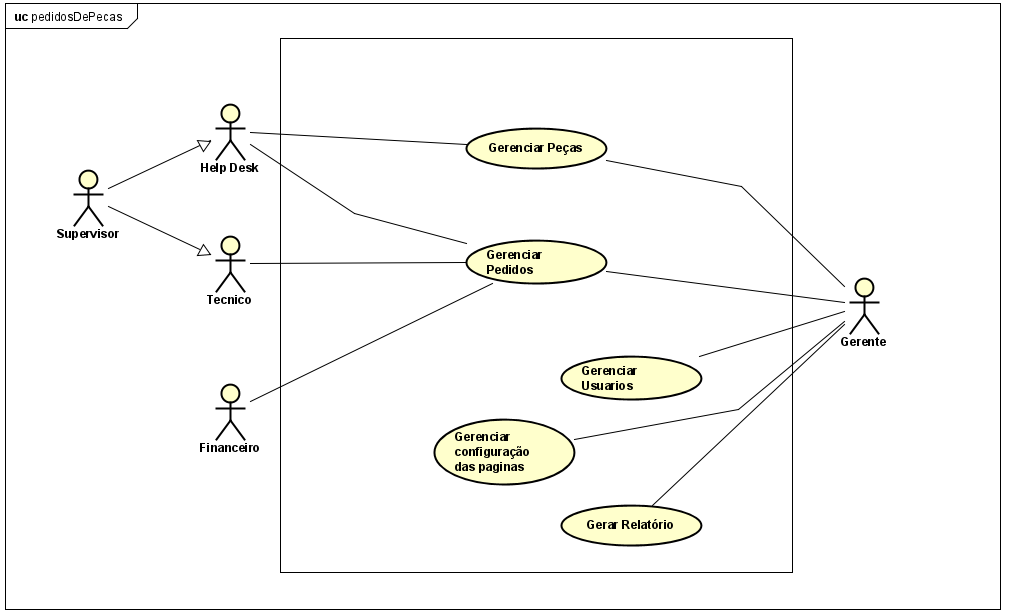 uc pedidosDePecas
Help Desk
Gerenciar Peças
Supervisor
Gerenciar
Pedidos
Tecnico
Gerente
Gerenciar
Usuarios
Financeiro
Gerenciar
configuração
das paginas
Gerar Relatório